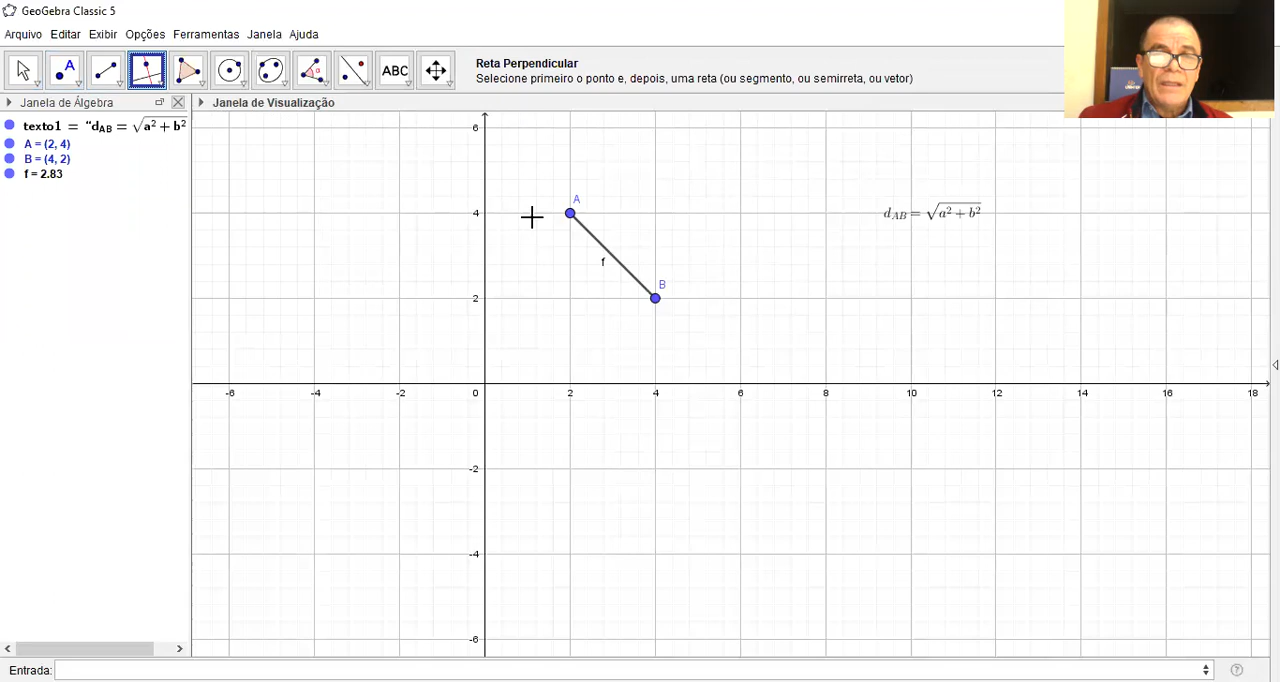 GeoGebra Classic 5
Arquivo Editar Exibir Opções Ferramentas Janela Ajuda
A
α
ABC
Reta Perpendicular
Selecione primeiro o ponto e, depois, uma reta (ou segmento, ou semirreta, ou vetor)
Janela de Álgebra
Janela de Visualização
texto1 = "d_AB = √a² + b²
A = (2, 4)
B = (4, 2)
f = 2.83
6
A
4
d_AB = √a² + b²
f
B
2
-6 -4 -2 0 2 4 6 8 10 12 14 16 18
-2
-4
-6
Entrada: